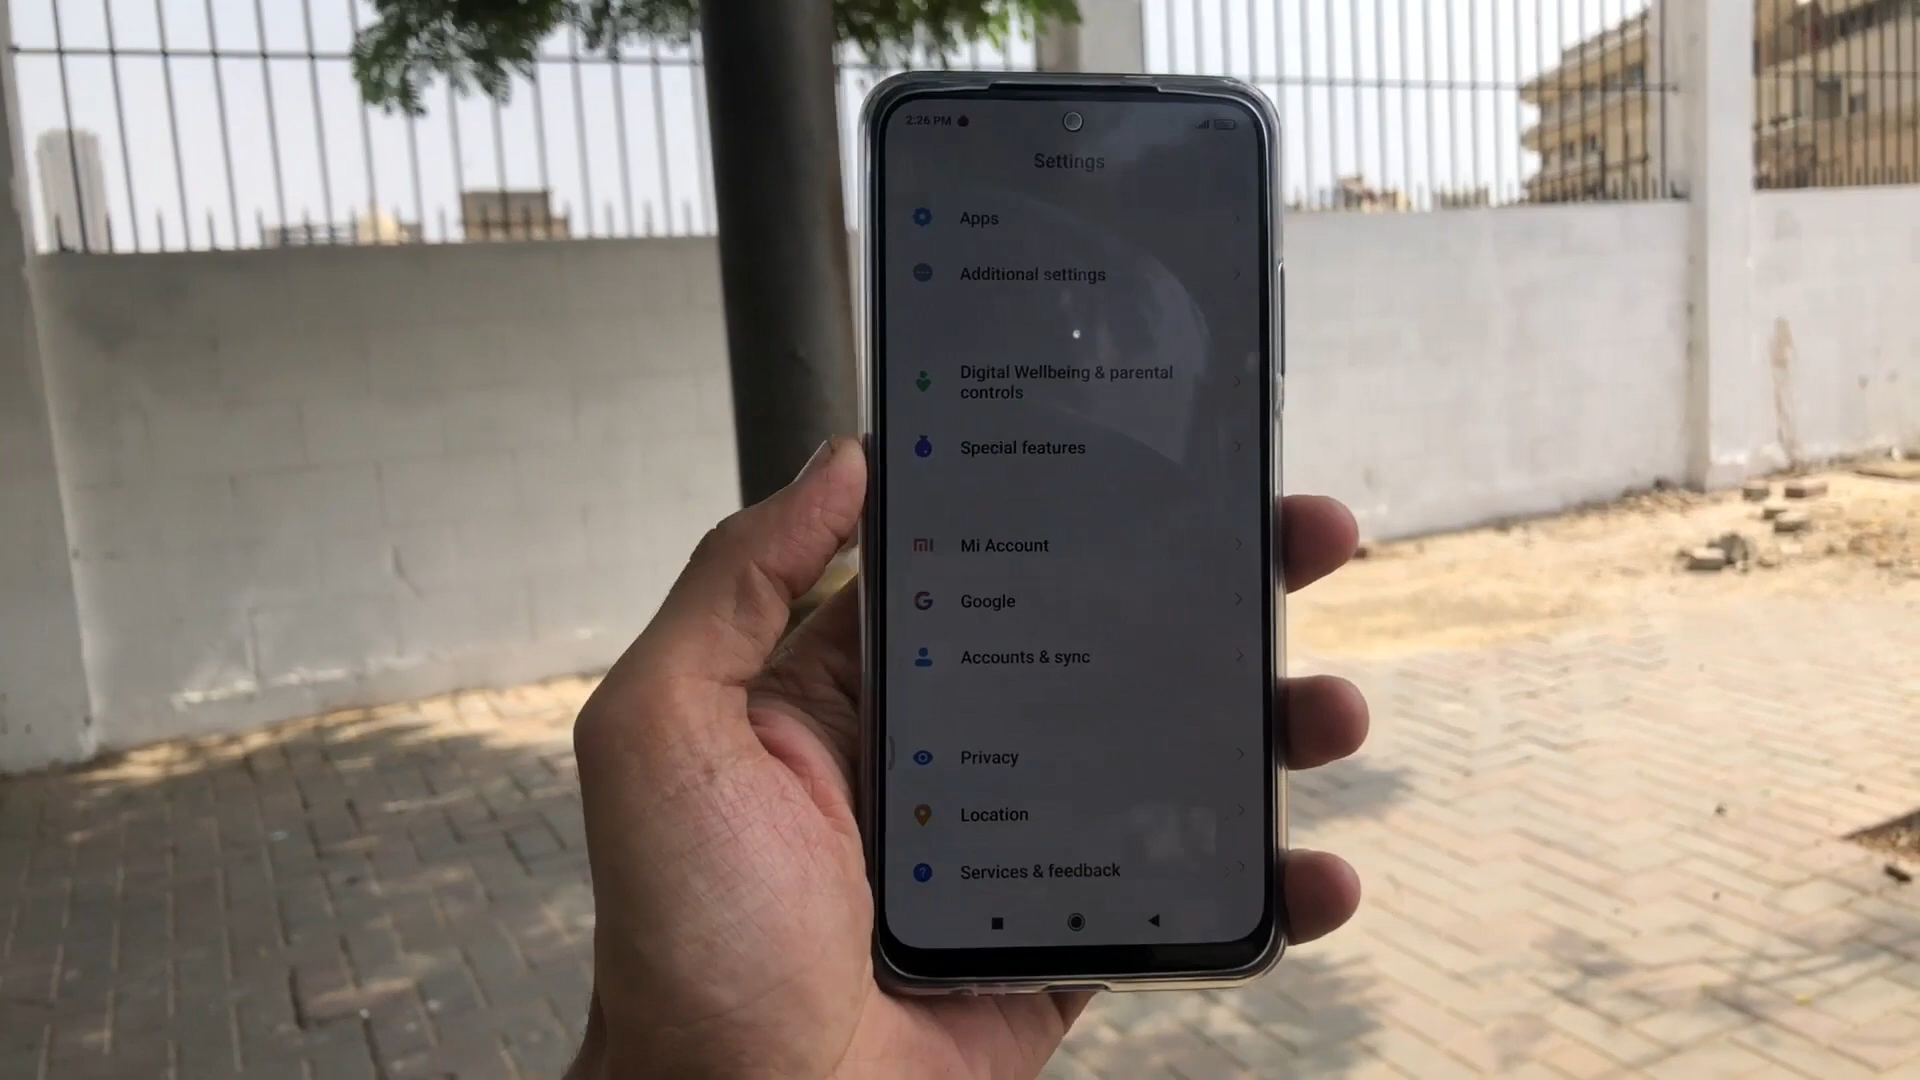 2:26 PM
Settings
Apps
Additional settings
Digital Wellbeing & parental
controls
Special features
mi Mi Account
G Google
Accounts & sync
Privacy
Location
? Services & feedback